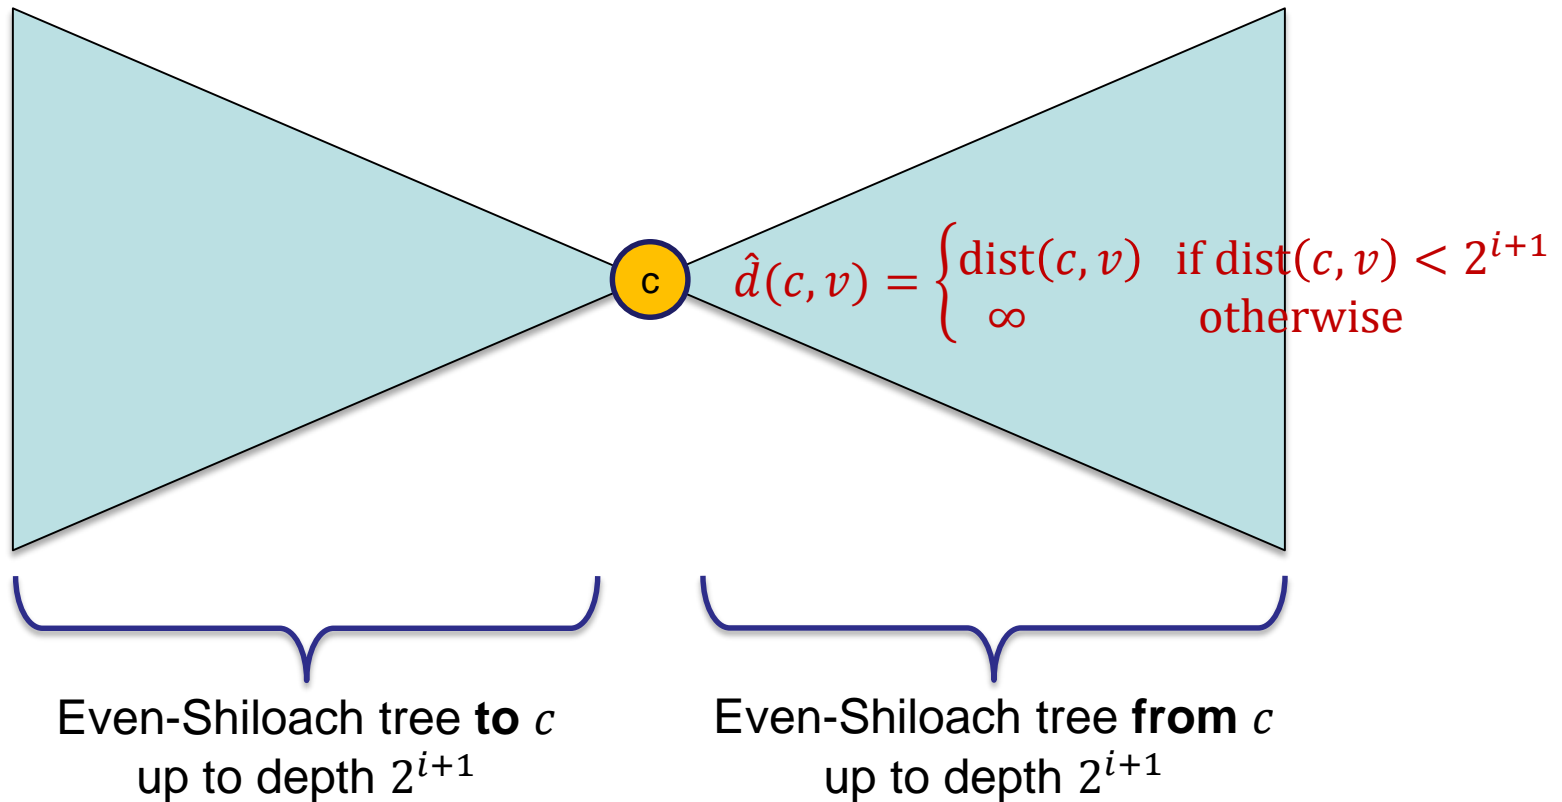 c
d̂(c, v) = { dist(c, v) if dist(c, v) < 2^{i+1}
∞ otherwise
Even-Shiloach tree to c
up to depth 2^{i+1}
Even-Shiloach tree from c
up to depth 2^{i+1}